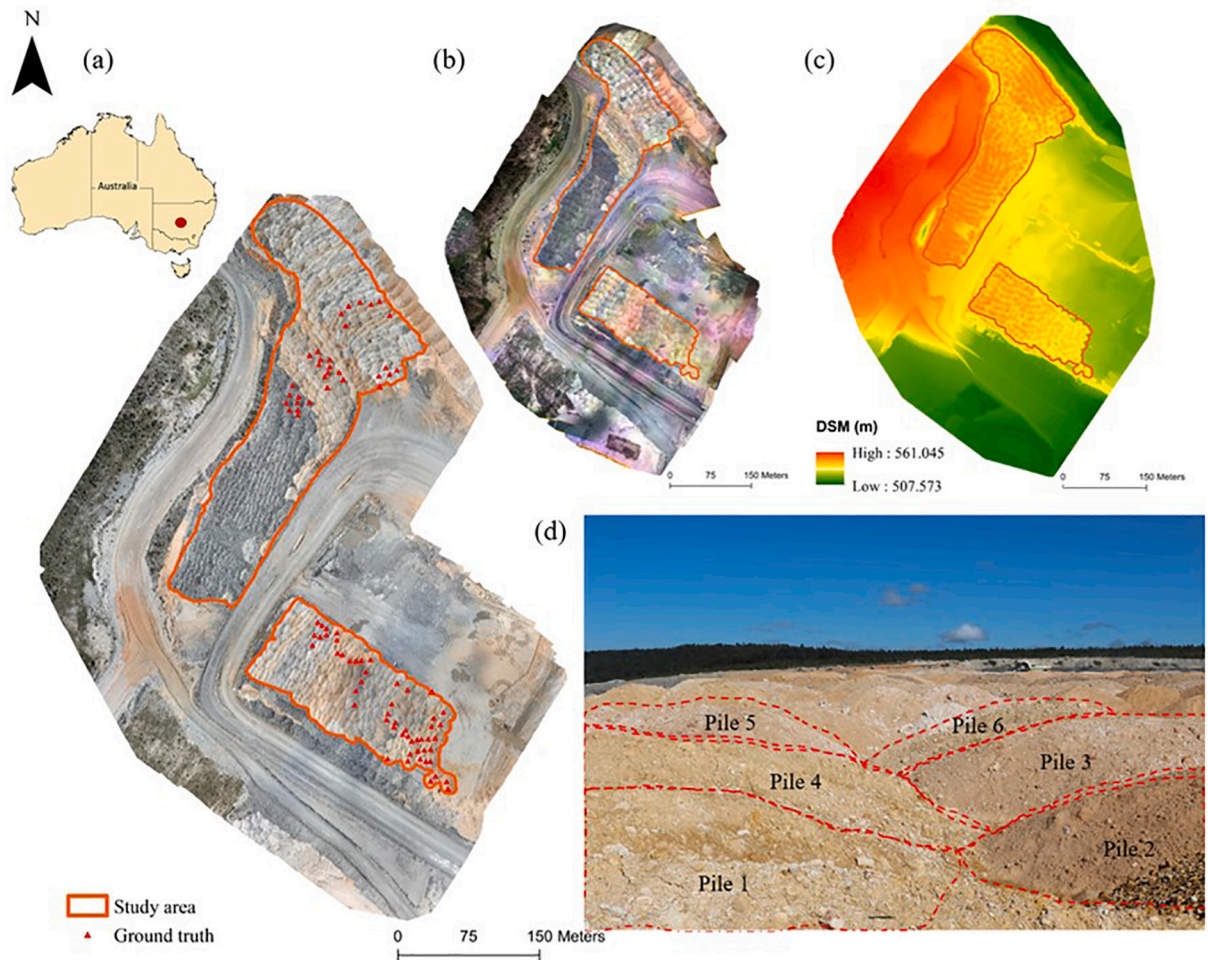 N
(a)
(b)
(c)
Australia
DSM (m)
High : 561.045
Low : 507.573
0 75 150 Meters
0 75 150 Meters
(d)
Pile 5
Pile 6
Pile 3
Pile 4
Pile 2
Pile 1
Study area
Ground truth
0 75 150 Meters